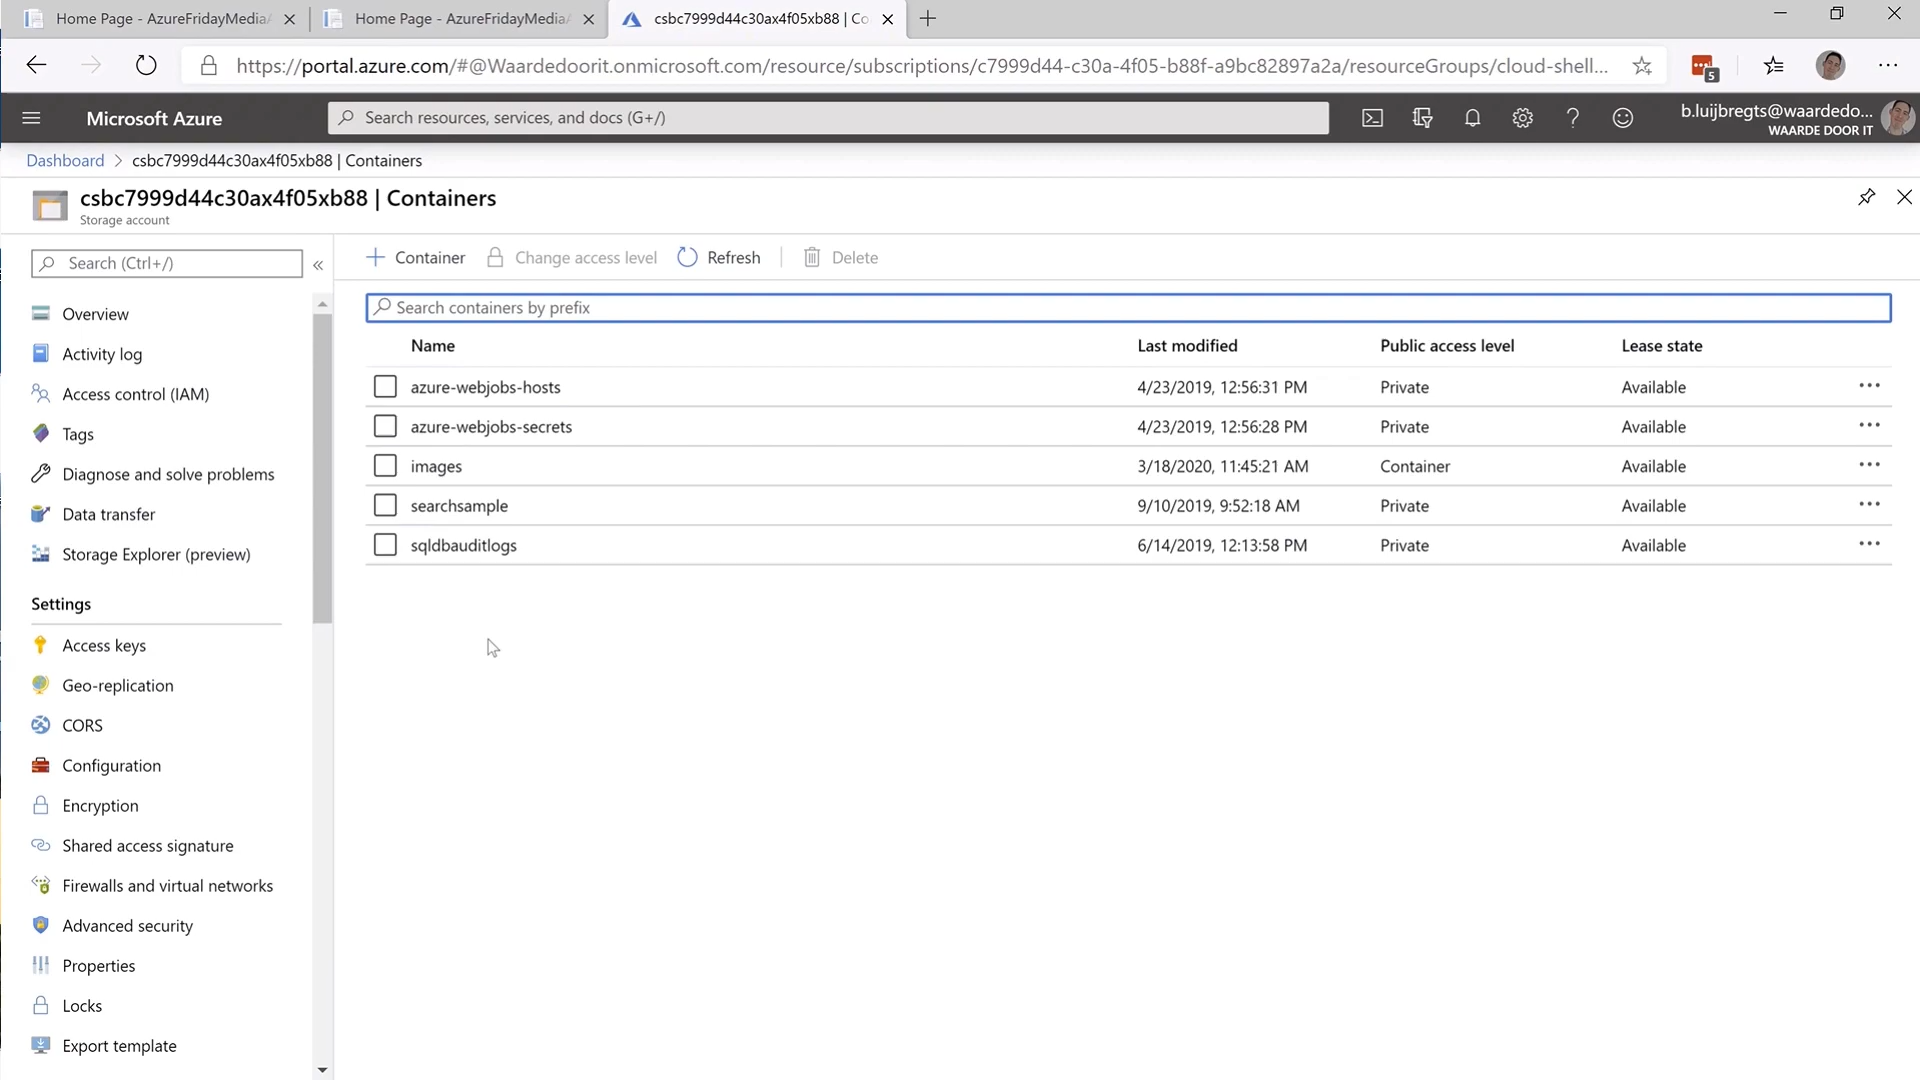 Home Page - AzureFridayMedia
Home Page - AzureFridayMedia
csbc7999d44c30ax4f05xb88 | Co
https://portal.azure.com/#@Waardedoorit.onmicrosoft.com/resource/subscriptions/c7999d44-c30a-4f05-b88f-a9bc82897a2a/resourceGroups/cloud-shell...
5
Microsoft Azure
Search resources, services, and docs (G+/)
b.luijbregts@waardedo...
WAARDE DOOR IT
Dashboard > csbc7999d44c30ax4f05xb88 | Containers
csbc7999d44c30ax4f05xb88 | Containers
Storage account
Search (Ctrl+/)
«
Overview
Activity log
Access control (IAM)
Tags
Diagnose and solve problems
Data transfer
Storage Explorer (preview)
Settings
Access keys
Geo-replication
CORS
Configuration
Encryption
Shared access signature
Firewalls and virtual networks
Advanced security
Properties
Locks
Export template
Container Change access level Refresh Delete
Search containers by prefix
Name Last modified Public access level Lease state
azure-webjobs-hosts 4/23/2019, 12:56:31 PM Private Available
azure-webjobs-secrets 4/23/2019, 12:56:28 PM Private Available
images 3/18/2020, 11:45:21 AM Container Available
searchsample 9/10/2019, 9:52:18 AM Private Available
sqldbauditlogs 6/14/2019, 12:13:58 PM Private Available